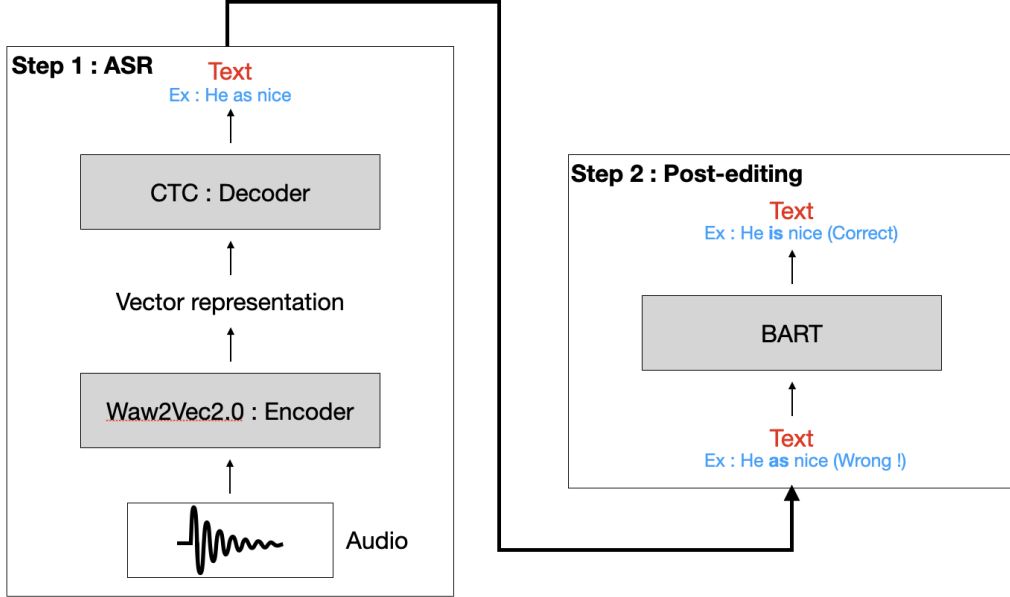 Step 1 : ASR
Text
Ex : He as nice
CTC : Decoder
Vector representation
Waw2Vec2.0 : Encoder
Audio
Step 2 : Post-editing
Text
Ex : He is nice (Correct)
BART
Text
Ex : He as nice (Wrong !)